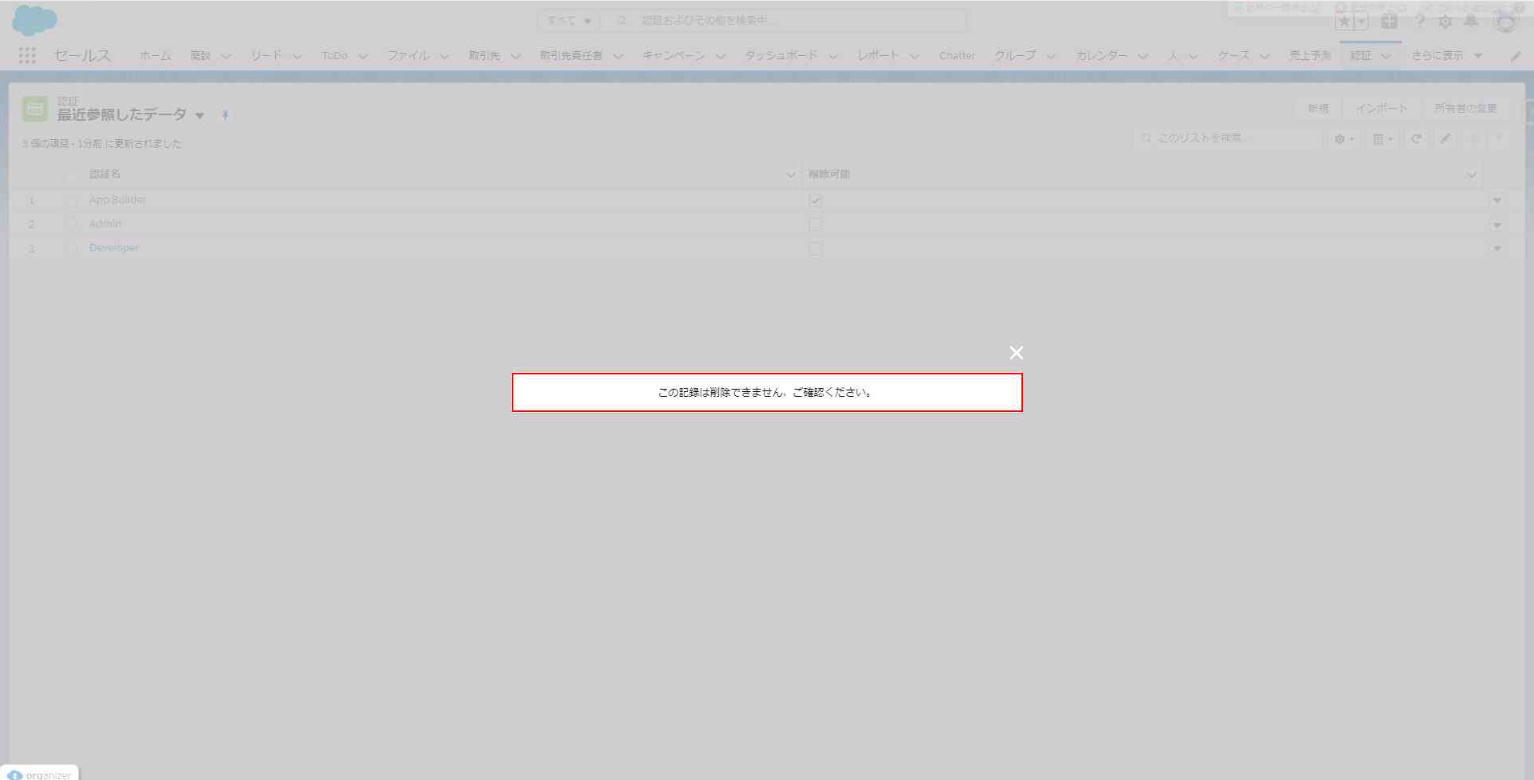 すべて
認証およびその他を検索中...
セールス
ホーム
商談
リード
ToDo
ファイル
取引先
取引先責任者
キャンペーン
ダッシュボード
レポート
Chatter
グループ
カレンダー
人
ケース
売上予測
認証
さらに表示
認証
最近参照したデータ
新規
インポート
所有者の変更
3 個の項目 • 1分前 に更新されました
このリストを検索...
認証名
削除可能
1 App Builder
2 Admin
3 Developer
この記録は削除できません、ご確認ください。
organizer